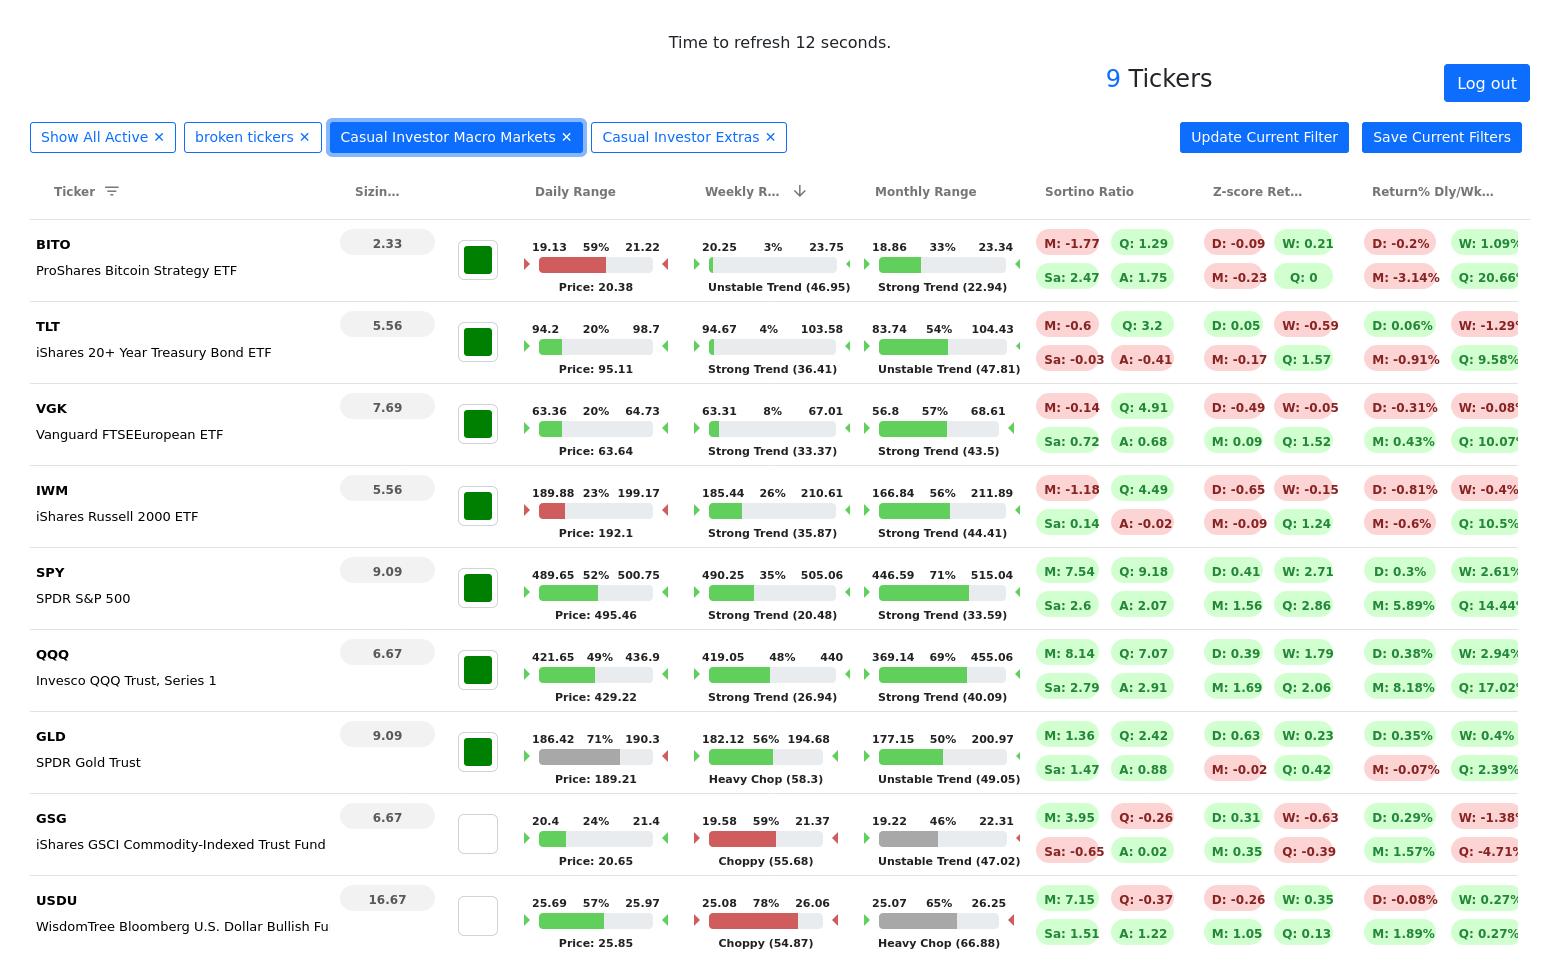 Time to refresh 12 seconds.
9 Tickers
Log out
Show All Active ✕ broken tickers ✕ Casual Investor Macro Markets ✕ Casual Investor Extras ✕ Update Current Filter Save Current Filters
Ticker Sizin… Daily Range Weekly R… Monthly Range Sortino Ratio Z-score Ret… Return% Dly/Wk…
BITO 2.33 19.13 59% 21.22 20.25 3% 23.75 18.86 33% 23.34 M: -1.77 Q: 1.29 D: -0.09 W: 0.21 D: -0.2% W: 1.09%
ProShares Bitcoin Strategy ETF Price: 20.38 Unstable Trend (46.95) Strong Trend (22.94) Sa: 2.47 A: 1.75 M: -0.23 Q: 0 M: -3.14% Q: 20.66%
TLT 5.56 94.2 20% 98.7 94.67 4% 103.58 83.74 54% 104.43 M: -0.6 Q: 3.2 D: 0.05 W: -0.59 D: 0.06% W: -1.29%
iShares 20+ Year Treasury Bond ETF Price: 95.11 Strong Trend (36.41) Unstable Trend (47.81) Sa: -0.03 A: -0.41 M: -0.17 Q: 1.57 M: -0.91% Q: 9.58%
VGK 7.69 63.36 20% 64.73 63.31 8% 67.01 56.8 57% 68.61 M: -0.14 Q: 4.91 D: -0.49 W: -0.05 D: -0.31% W: -0.08%
Vanguard FTSEEuropean ETF Price: 63.64 Strong Trend (33.37) Strong Trend (43.5) Sa: 0.72 A: 0.68 M: 0.09 Q: 1.52 M: 0.43% Q: 10.07%
IWM 5.56 189.88 23% 199.17 185.44 26% 210.61 166.84 56% 211.89 M: -1.18 Q: 4.49 D: -0.65 W: -0.15 D: -0.81% W: -0.4%
iShares Russell 2000 ETF Price: 192.1 Strong Trend (35.87) Strong Trend (44.41) Sa: 0.14 A: -0.02 M: -0.09 Q: 1.24 M: -0.6% Q: 10.5%
SPY 9.09 489.65 52% 500.75 490.25 35% 505.06 446.59 71% 515.04 M: 7.54 Q: 9.18 D: 0.41 W: 2.71 D: 0.3% W: 2.61%
SPDR S&P 500 Price: 495.46 Strong Trend (20.48) Strong Trend (33.59) Sa: 2.6 A: 2.07 M: 1.56 Q: 2.86 M: 5.89% Q: 14.44%
QQQ 6.67 421.65 49% 436.9 419.05 48% 440 369.14 69% 455.06 M: 8.14 Q: 7.07 D: 0.39 W: 1.79 D: 0.38% W: 2.94%
Invesco QQQ Trust, Series 1 Price: 429.22 Strong Trend (26.94) Strong Trend (40.09) Sa: 2.79 A: 2.91 M: 1.69 Q: 2.06 M: 8.18% Q: 17.02%
GLD 9.09 186.42 71% 190.3 182.12 56% 194.68 177.15 50% 200.97 M: 1.36 Q: 2.42 D: 0.63 W: 0.23 D: 0.35% W: 0.4%
SPDR Gold Trust Price: 189.21 Heavy Chop (58.3) Unstable Trend (49.05) Sa: 1.47 A: 0.88 M: -0.02 Q: 0.42 M: -0.07% Q: 2.39%
GSG 6.67 20.4 24% 21.4 19.58 59% 21.37 19.22 46% 22.31 M: 3.95 Q: -0.26 D: 0.31 W: -0.63 D: 0.29% W: -1.38%
iShares GSCI Commodity-Indexed Trust Fund Price: 20.65 Choppy (55.68) Unstable Trend (47.02) Sa: -0.65 A: 0.02 M: 0.35 Q: -0.39 M: 1.57% Q: -4.71%
USDU 16.67 25.69 57% 25.97 25.08 78% 26.06 25.07 65% 26.25 M: 7.15 Q: -0.37 D: -0.26 W: 0.35 D: -0.08% W: 0.27%
WisdomTree Bloomberg U.S. Dollar Bullish Fu Price: 25.85 Choppy (54.87) Heavy Chop (66.88) Sa: 1.51 A: 1.22 M: 1.05 Q: 0.13 M: 1.89% Q: 0.27%